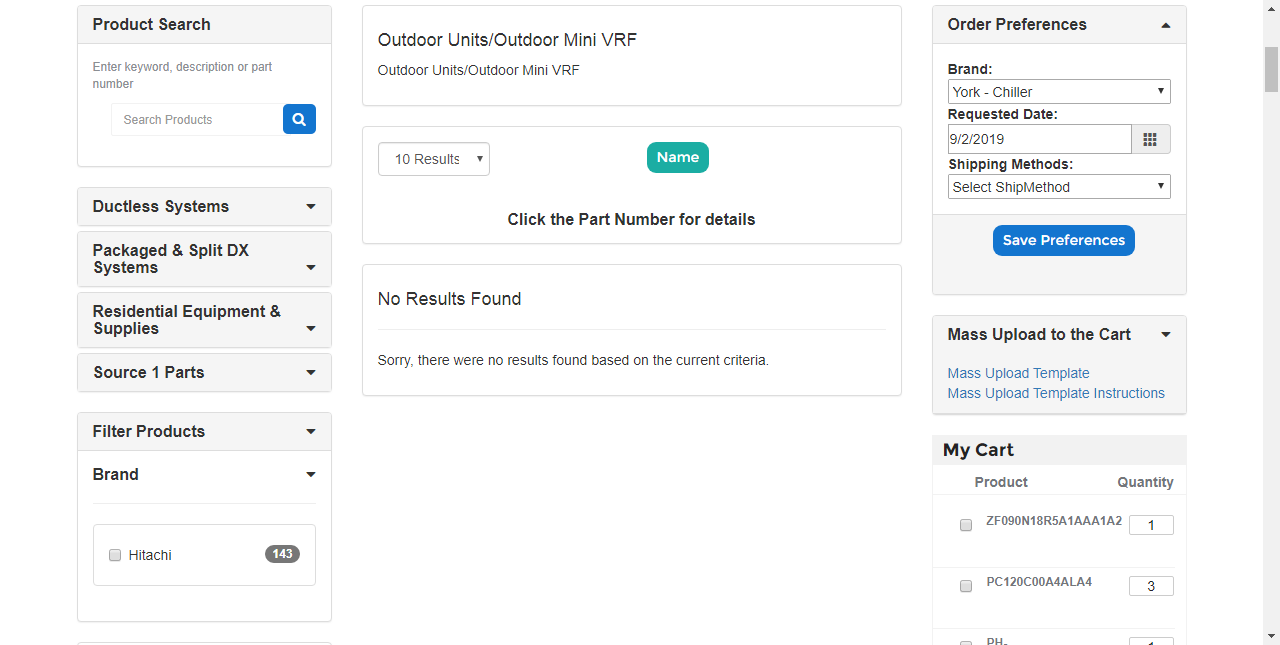 Product Search
Enter keyword, description or part
number
Search Products
Ductless Systems
Packaged & Split DX
Systems
Residential Equipment &
Supplies
Source 1 Parts
Filter Products
Brand
Hitachi
143
Outdoor Units/Outdoor Mini VRF
Outdoor Units/Outdoor Mini VRF
10 Results
Name
Click the Part Number for details
No Results Found
Sorry, there were no results found based on the current criteria.
Order Preferences
Brand:
York - Chiller
Requested Date:
9/2/2019
Shipping Methods:
Select ShipMethod
Save Preferences
Mass Upload to the Cart
Mass Upload Template
Mass Upload Template Instructions
My Cart
Product Quantity
ZF090N18R5A1AAA1A2 1
PC120C00A4ALA4 3
PH- 1